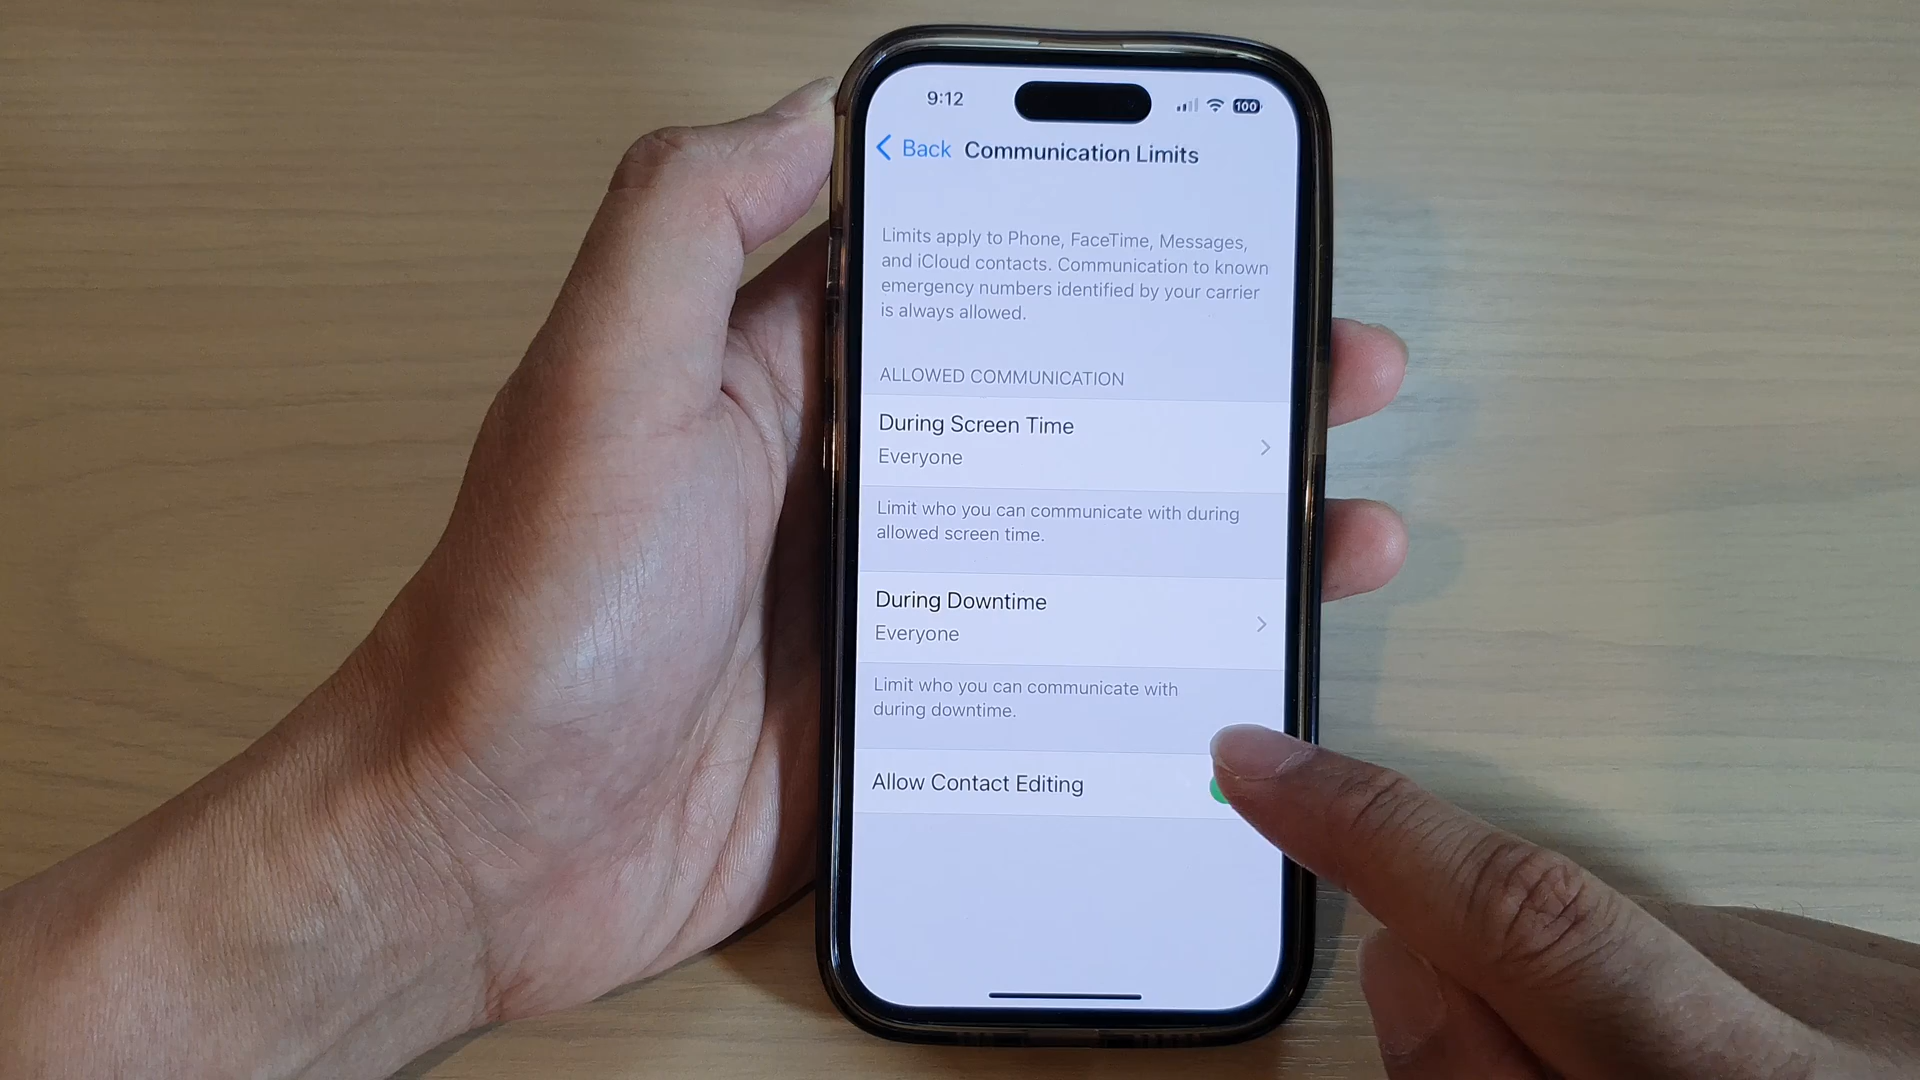 9:12
100
Back Communication Limits
Limits apply to Phone, FaceTime, Messages,
and iCloud contacts. Communication to known
emergency numbers identified by your carrier
is always allowed.
ALLOWED COMMUNICATION
During Screen Time
Everyone
Limit who you can communicate with during
allowed screen time.
During Downtime
Everyone
Limit who you can communicate with
during downtime.
Allow Contact Editing